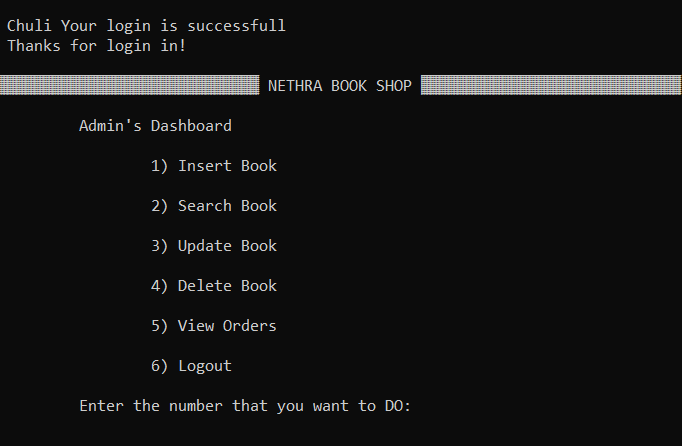 Chuli Your login is successfull
Thanks for login in!
NETHRA BOOK SHOP
Admin's Dashboard
1) Insert Book
2) Search Book
3) Update Book
4) Delete Book
5) View Orders
6) Logout
Enter the number that you want to DO: